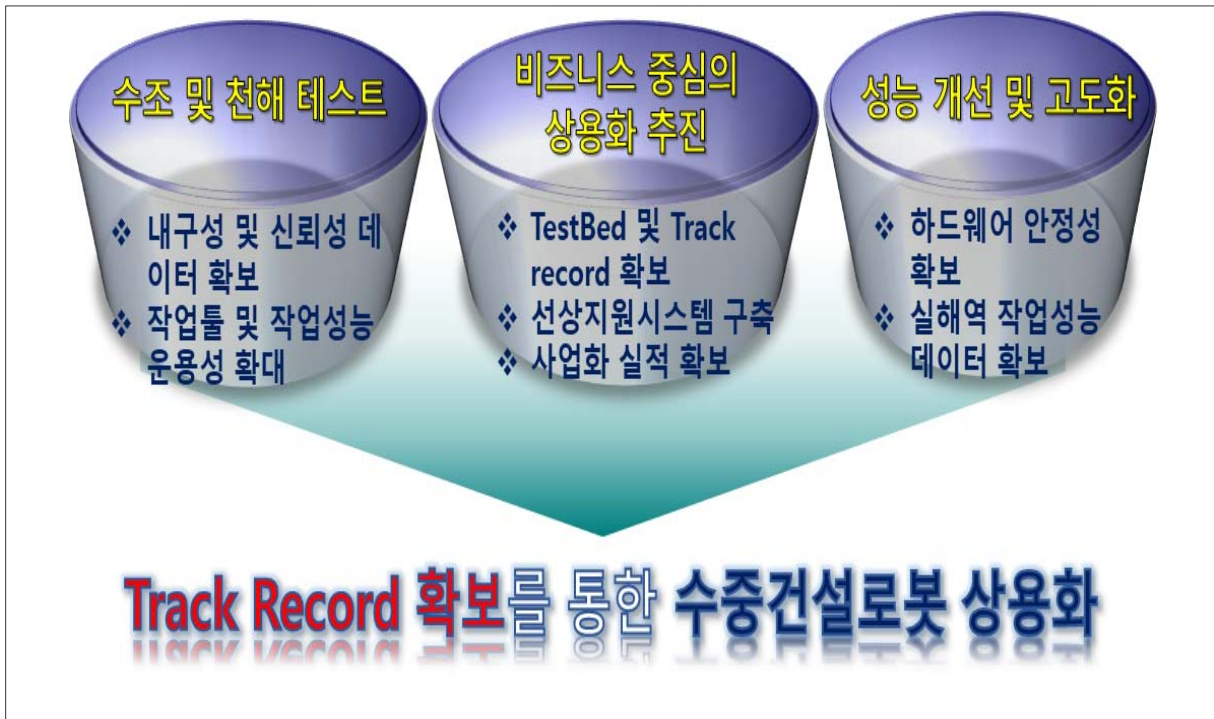 수조 및 천해 테스트
❖ 내구성 및 신뢰성 데
이터 확보
❖ 작업툴 및 작업성능
운용성 확대
비즈니스 중심의
상용화 추진
❖ TestBed 및 Track
record 확보
❖ 선상지원시스템 구축
❖ 사업화 실적 확보
성능 개선 및 고도화
❖ 하드웨어 안정성
확보
❖ 실해역 작업성능
데이터 확보
Track Record 확보를 통한 수중건설로봇 상용화